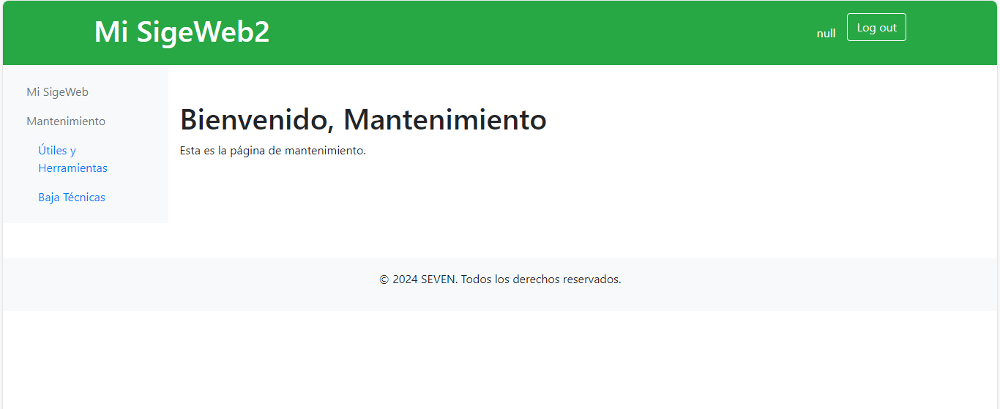 Mi SigeWeb2
null
Log out
Mi SigeWeb
Mantenimiento
Útiles y
Herramientas
Baja Técnicas
Bienvenido, Mantenimiento
Esta es la página de mantenimiento.
© 2024 SEVEN. Todos los derechos reservados.